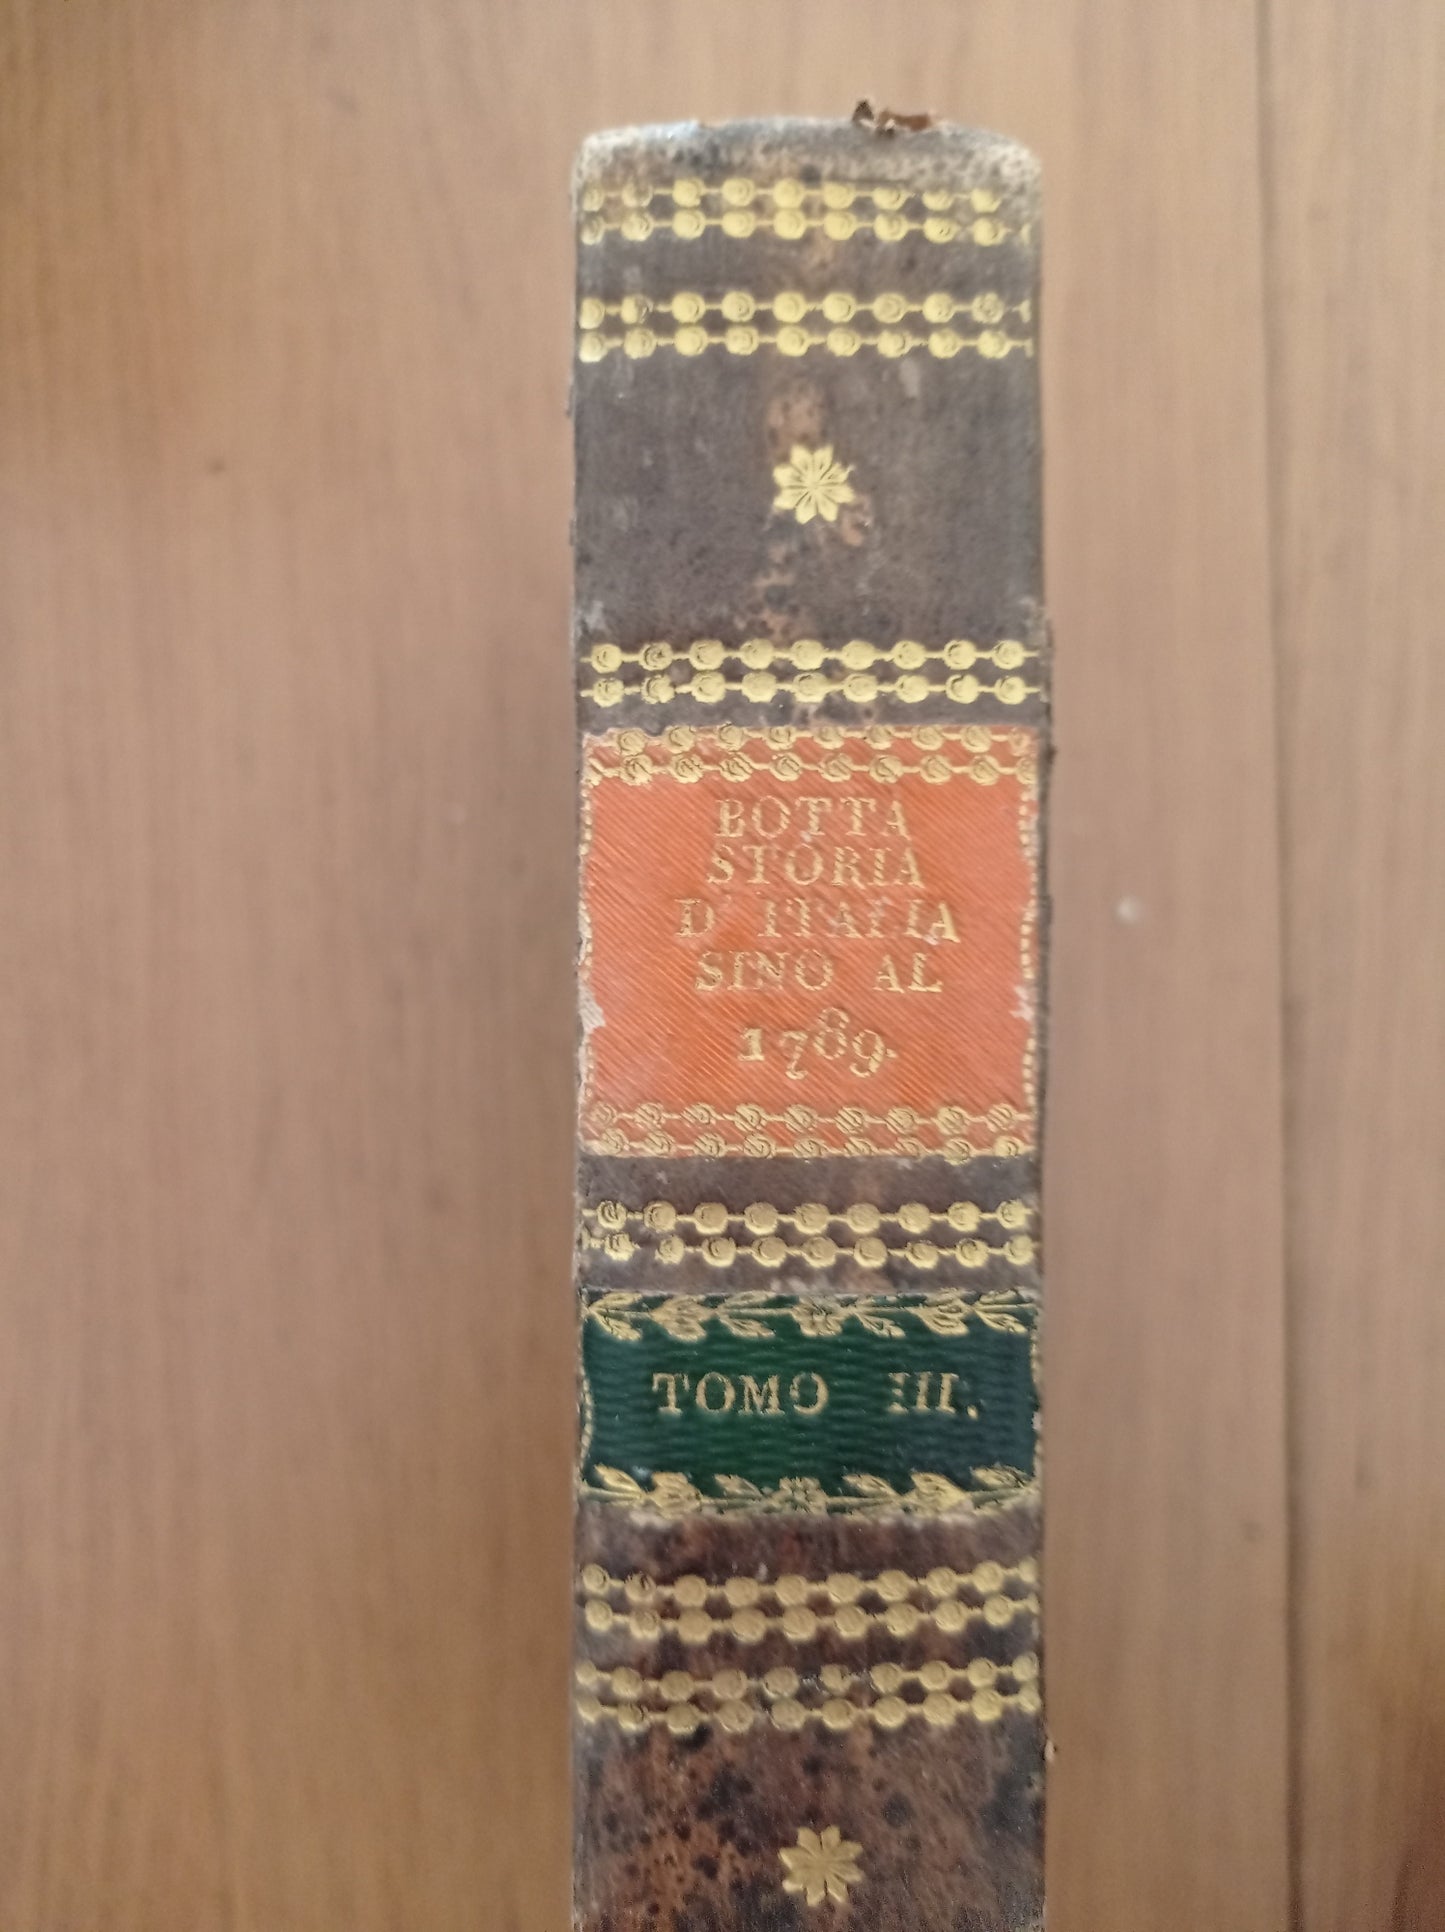 BOTTA
STORIA
D' ITALIA
SINO AL
1789.
TOMO III.